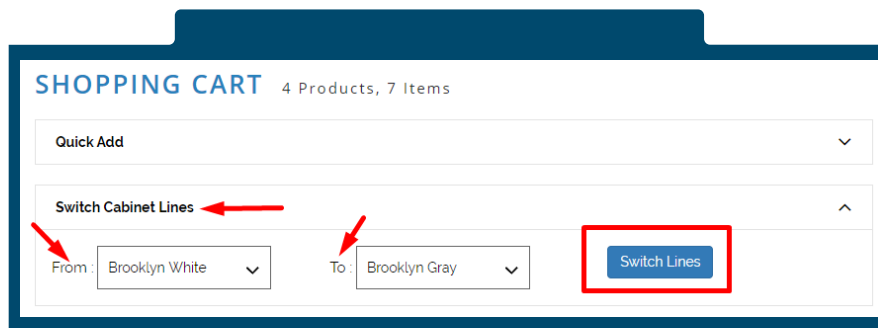 SHOPPING CART 4 Products, 7 Items
Quick Add
Switch Cabinet Lines
From : Brooklyn White To : Brooklyn Gray Switch Lines